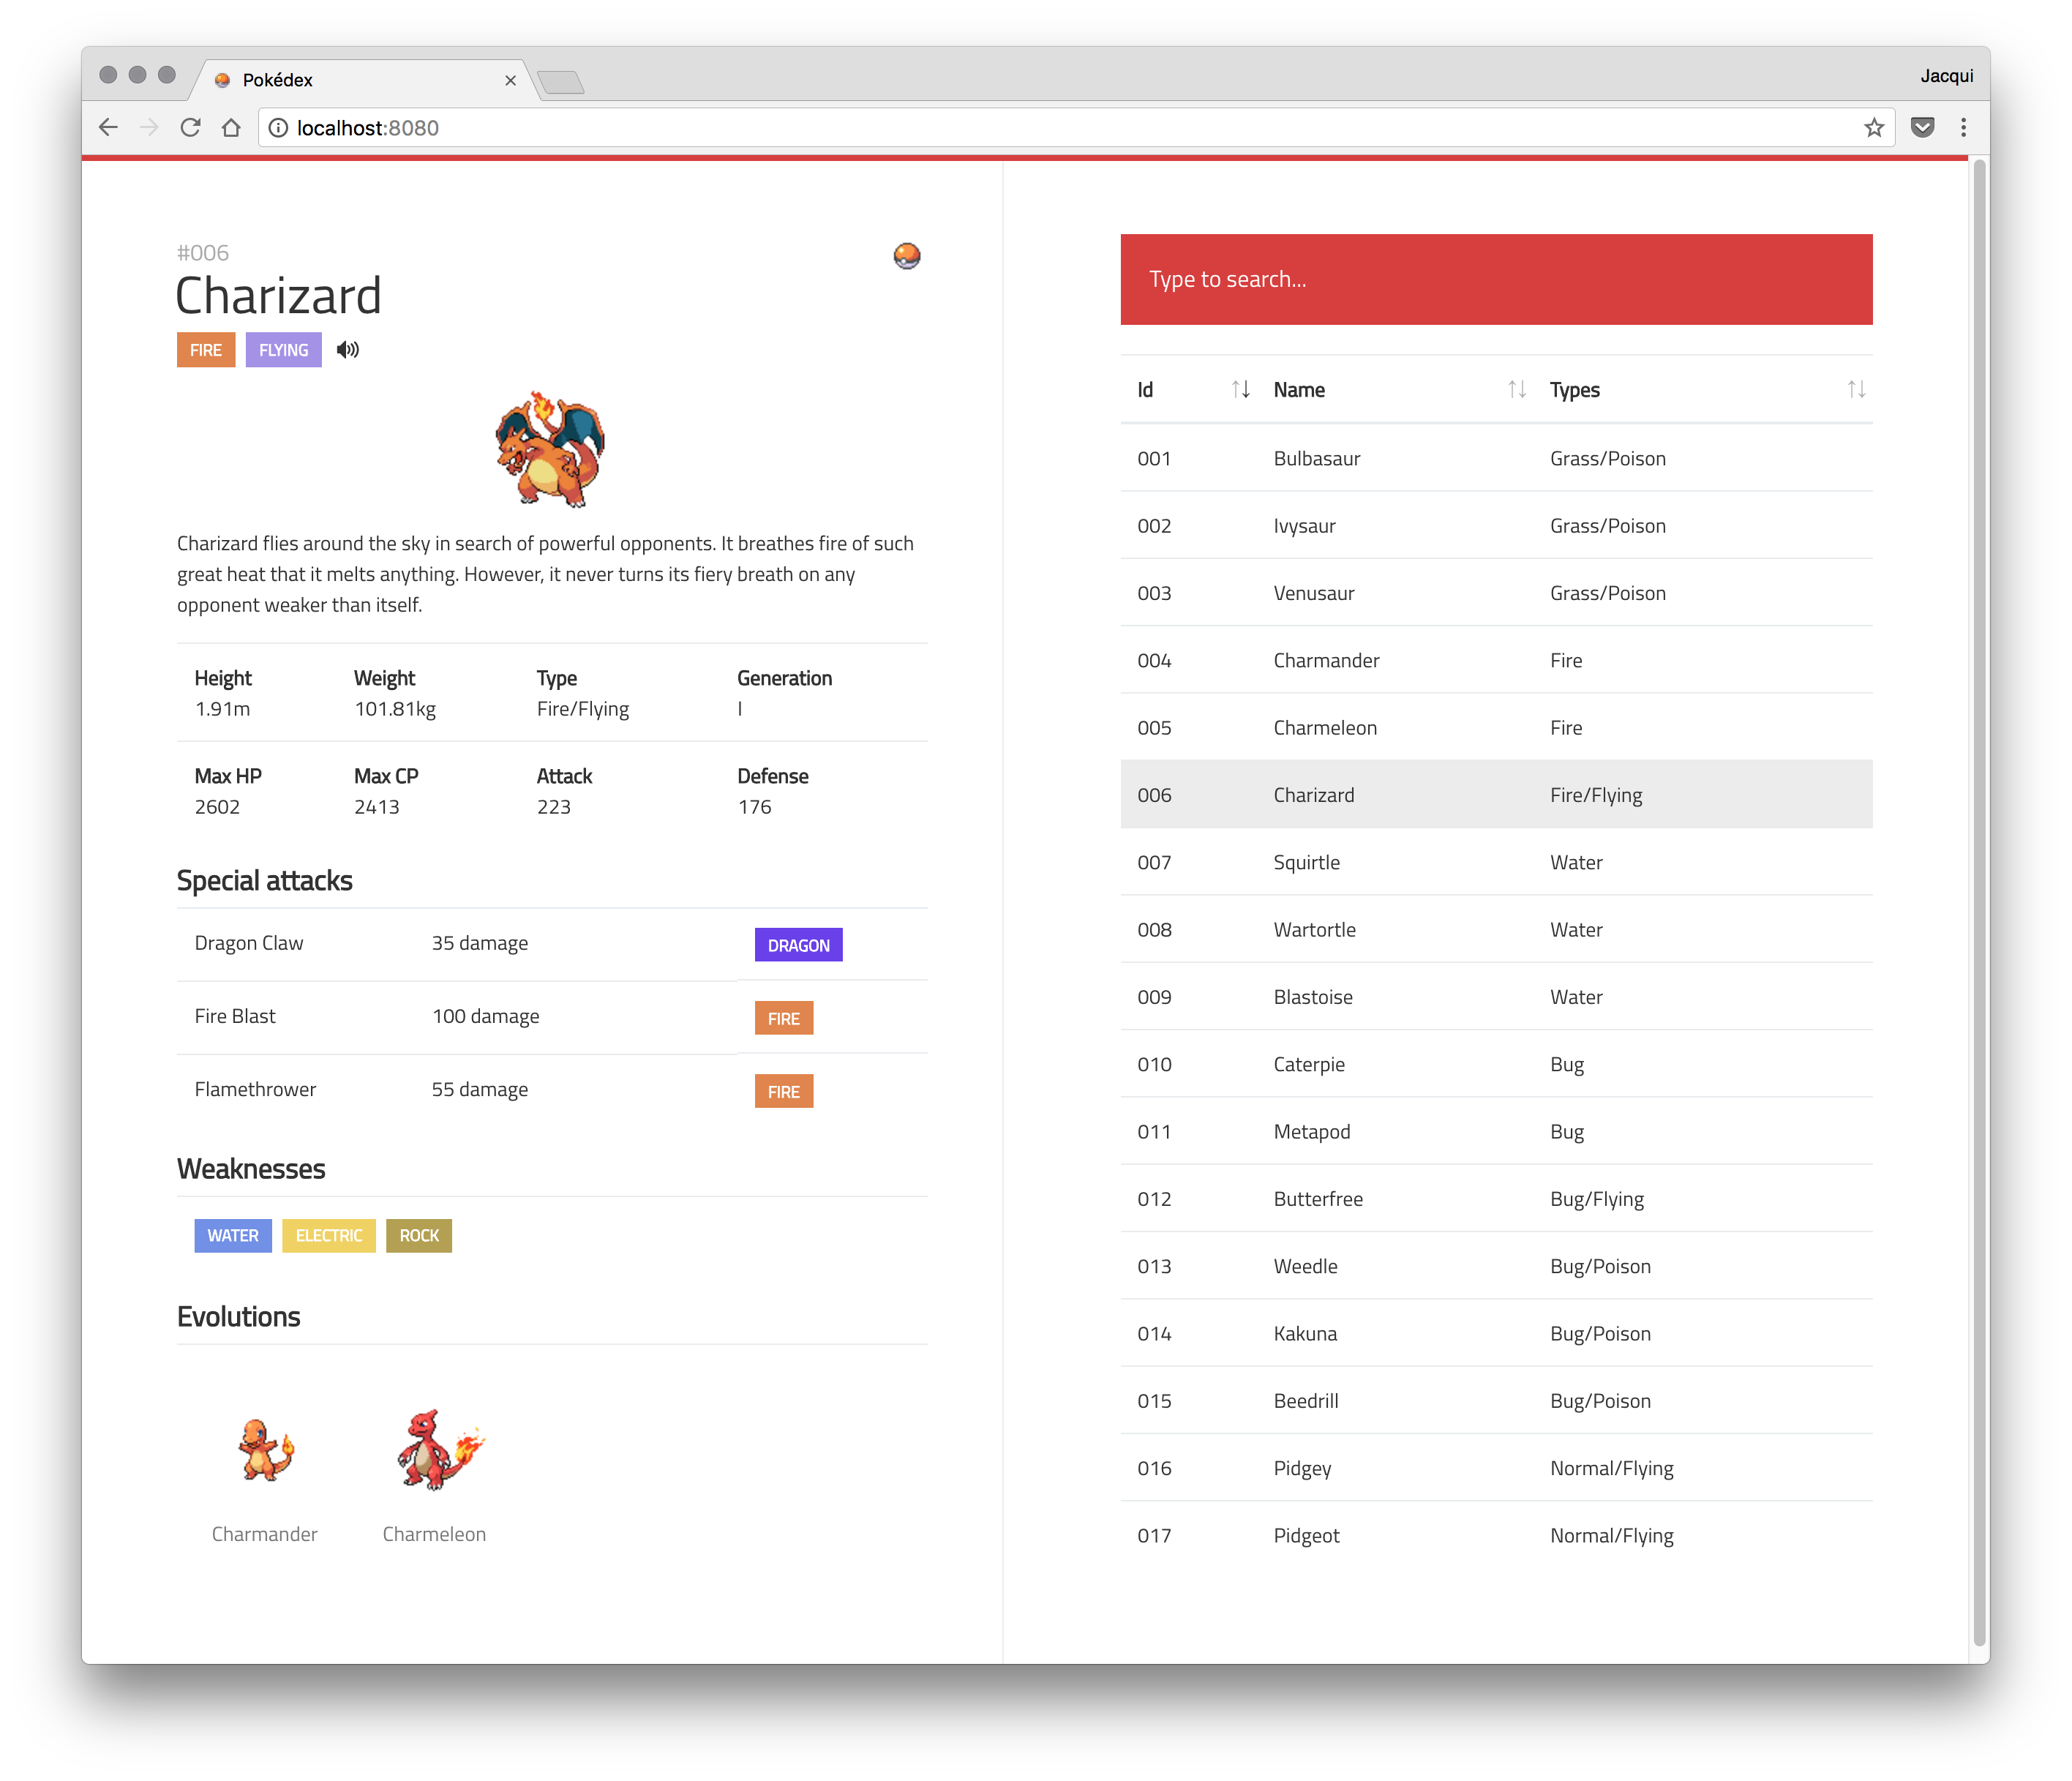 Pokédex
Jacqui
localhost:8080
#006
Charizard
FIRE FLYING
Charizard flies around the sky in search of powerful opponents. It breathes fire of such
great heat that it melts anything. However, it never turns its fiery breath on any
opponent weaker than itself.
Height Weight Type Generation
1.91m 101.81kg Fire/Flying I
Max HP Max CP Attack Defense
2602 2413 223 176
Special attacks
Dragon Claw 35 damage DRAGON
Fire Blast 100 damage FIRE
Flamethrower 55 damage FIRE
Weaknesses
WATER ELECTRIC ROCK
Evolutions
Charmander Charmeleon
Type to search...
Id Name Types
001 Bulbasaur Grass/Poison
002 Ivysaur Grass/Poison
003 Venusaur Grass/Poison
004 Charmander Fire
005 Charmeleon Fire
006 Charizard Fire/Flying
007 Squirtle Water
008 Wartortle Water
009 Blastoise Water
010 Caterpie Bug
011 Metapod Bug
012 Butterfree Bug/Flying
013 Weedle Bug/Poison
014 Kakuna Bug/Poison
015 Beedrill Bug/Poison
016 Pidgey Normal/Flying
017 Pidgeot Normal/Flying